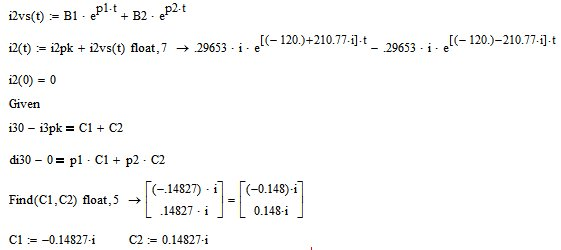 i2vs(t) := B1 · e^{p1·t} + B2 · e^{p2·t}
i2(t) := i2pk + i2vs(t) float,7 → .29653 · i · e^{[(−120.)+210.77·i]·t} − .29653 · i · e^{[(−120.)−210.77·i]·t}
i2(0) = 0
Given
i30 − i3pk = C1 + C2
di30 − 0 = p1 · C1 + p2 · C2
Find(C1,C2) float,5 → [(−.14827) · i .14827 · i] = [(−0.148)·i 0.148·i]
C1 := −0.14827·i C2 := 0.14827·i